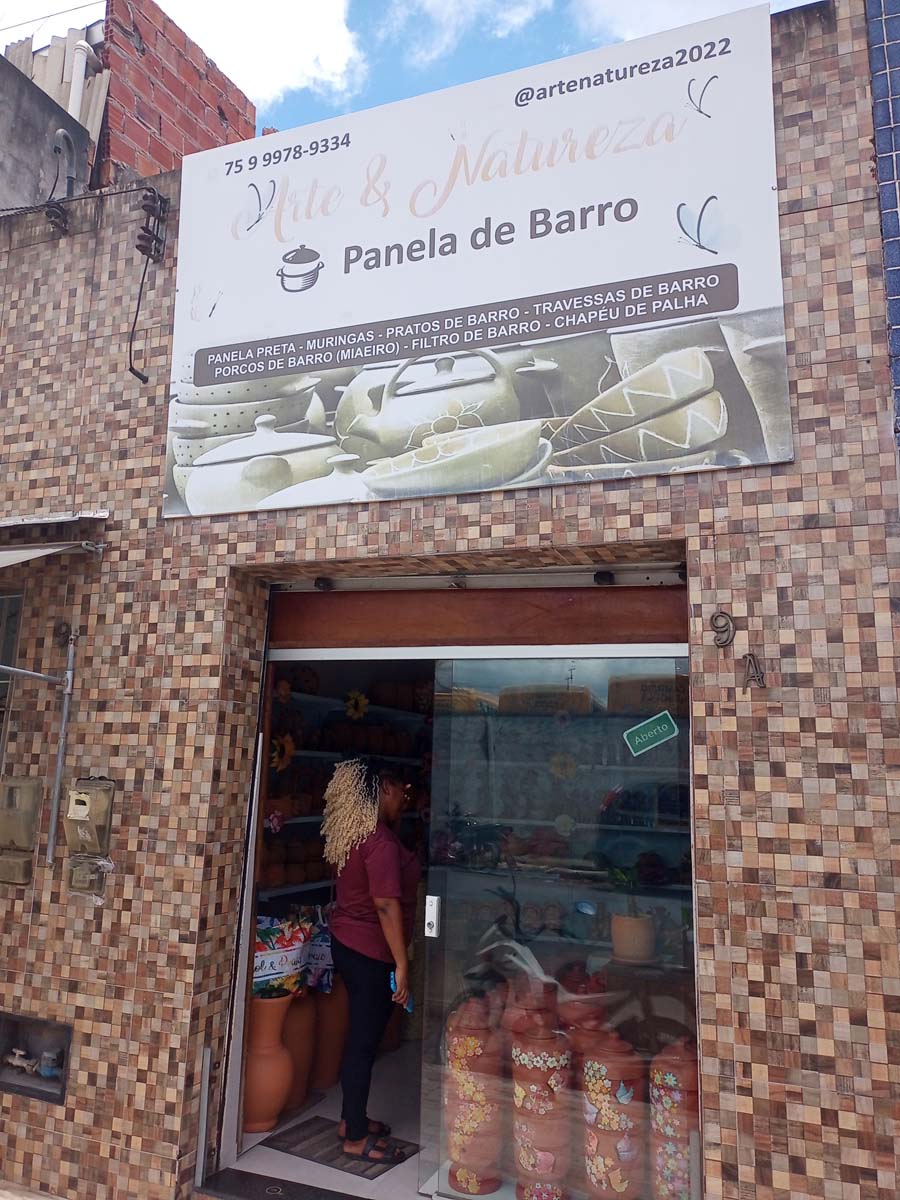 @artenatureza2022
75 9 9978-9334
Arte & Natureza
Panela de Barro
PANELA PRETA - MURINGAS - PRATOS DE BARRO - TRAVESSAS DE BARRO
PORCOS DE BARRO (MIAEIRO) - FILTRO DE BARRO - CHAPÉU DE PALHA
9
A
Aberto